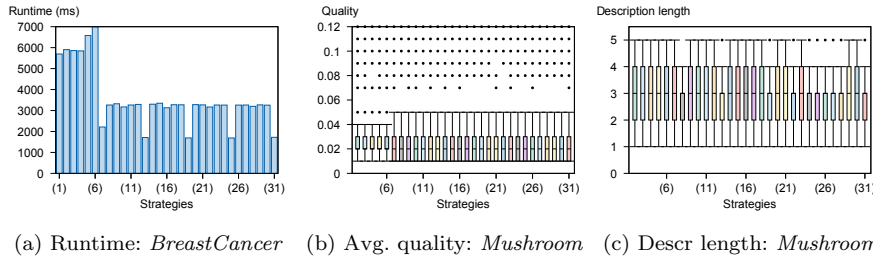 Runtime (ms)
7000
6000
5000
4000
3000
2000
1000
0
(1) (6) (11) (16) (21) (26) (31)
Strategies
Quality
0.12
0.1
0.08
0.06
0.04
0.02
0
(6) (11) (16) (21) (26) (31)
Strategies
Description length
5
4
3
2
1
0
(6) (11) (16) (21) (26) (31)
Strategies
(a) Runtime: BreastCancer (b) Avg. quality: Mushroom (c) Descr length: Mushroom